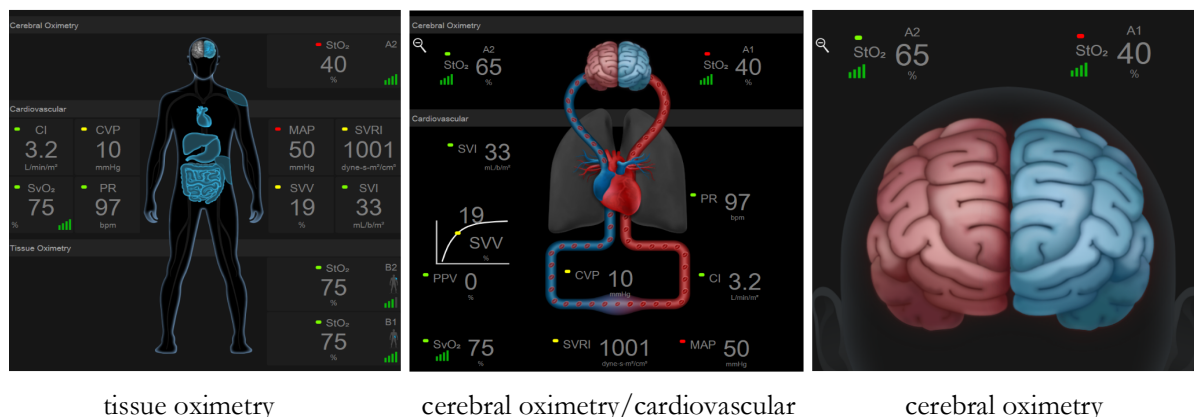 Cerebral Oximetry
StO₂ A2
40
%
Cardiovascular
CI
3.2
L/min/m²
CVP
10
mmHg
MAP
50
mmHg
SVRI
1001
dyne-s-m²/cm⁵
SvO₂
75
%
PR
97
bpm
SVV
19
%
SVI
33
mL/b/m²
Tissue Oximetry
StO₂ B2
75
%
StO₂ B1
75
%
tissue oximetry
Cerebral Oximetry
A2
StO₂ 65
%
A1
StO₂ 40
%
Cardiovascular
SVI 33
mL/b/m²
PR 97
bpm
19
SVV
%
PPV 0
%
CVP 10
mmHg
CI 3.2
L/min/m²
SvO₂ 75
%
SVRI 1001
dyne-s-m²/cm⁵
MAP 50
mmHg
cerebral oximetry/cardiovascular
A2
StO₂ 65
%
A1
StO₂ 40
%
cerebral oximetry